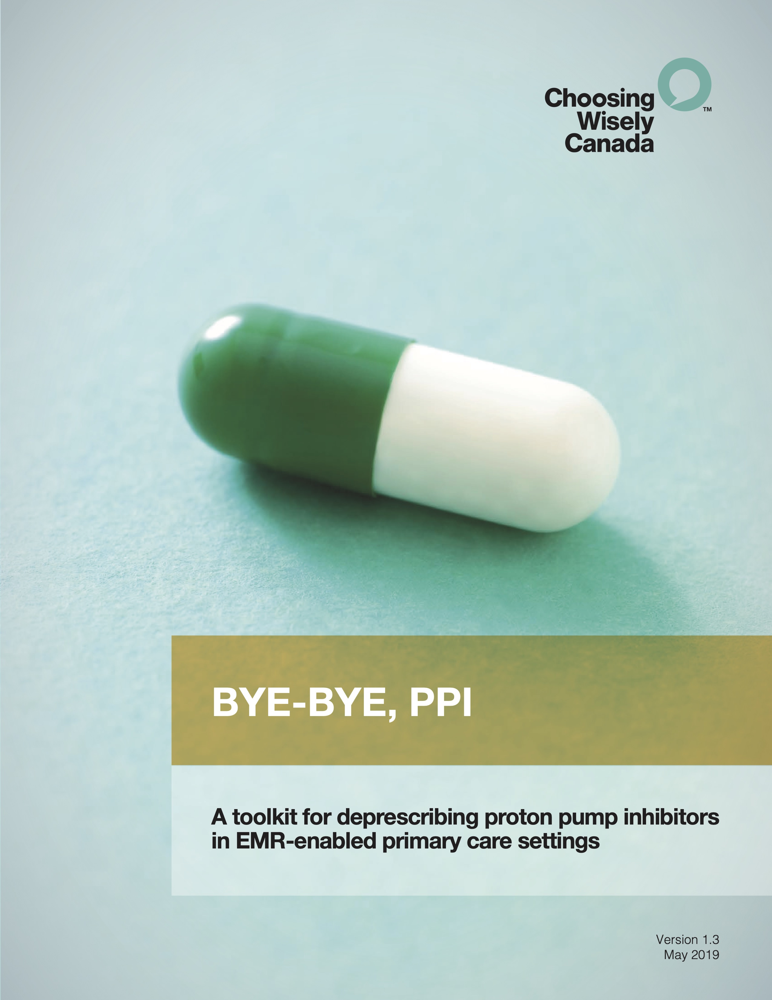 Choosing
Wisely
Canada
TM
BYE-BYE, PPI
A toolkit for deprescribing proton pump inhibitors
in EMR-enabled primary care settings
Version 1.3
May 2019